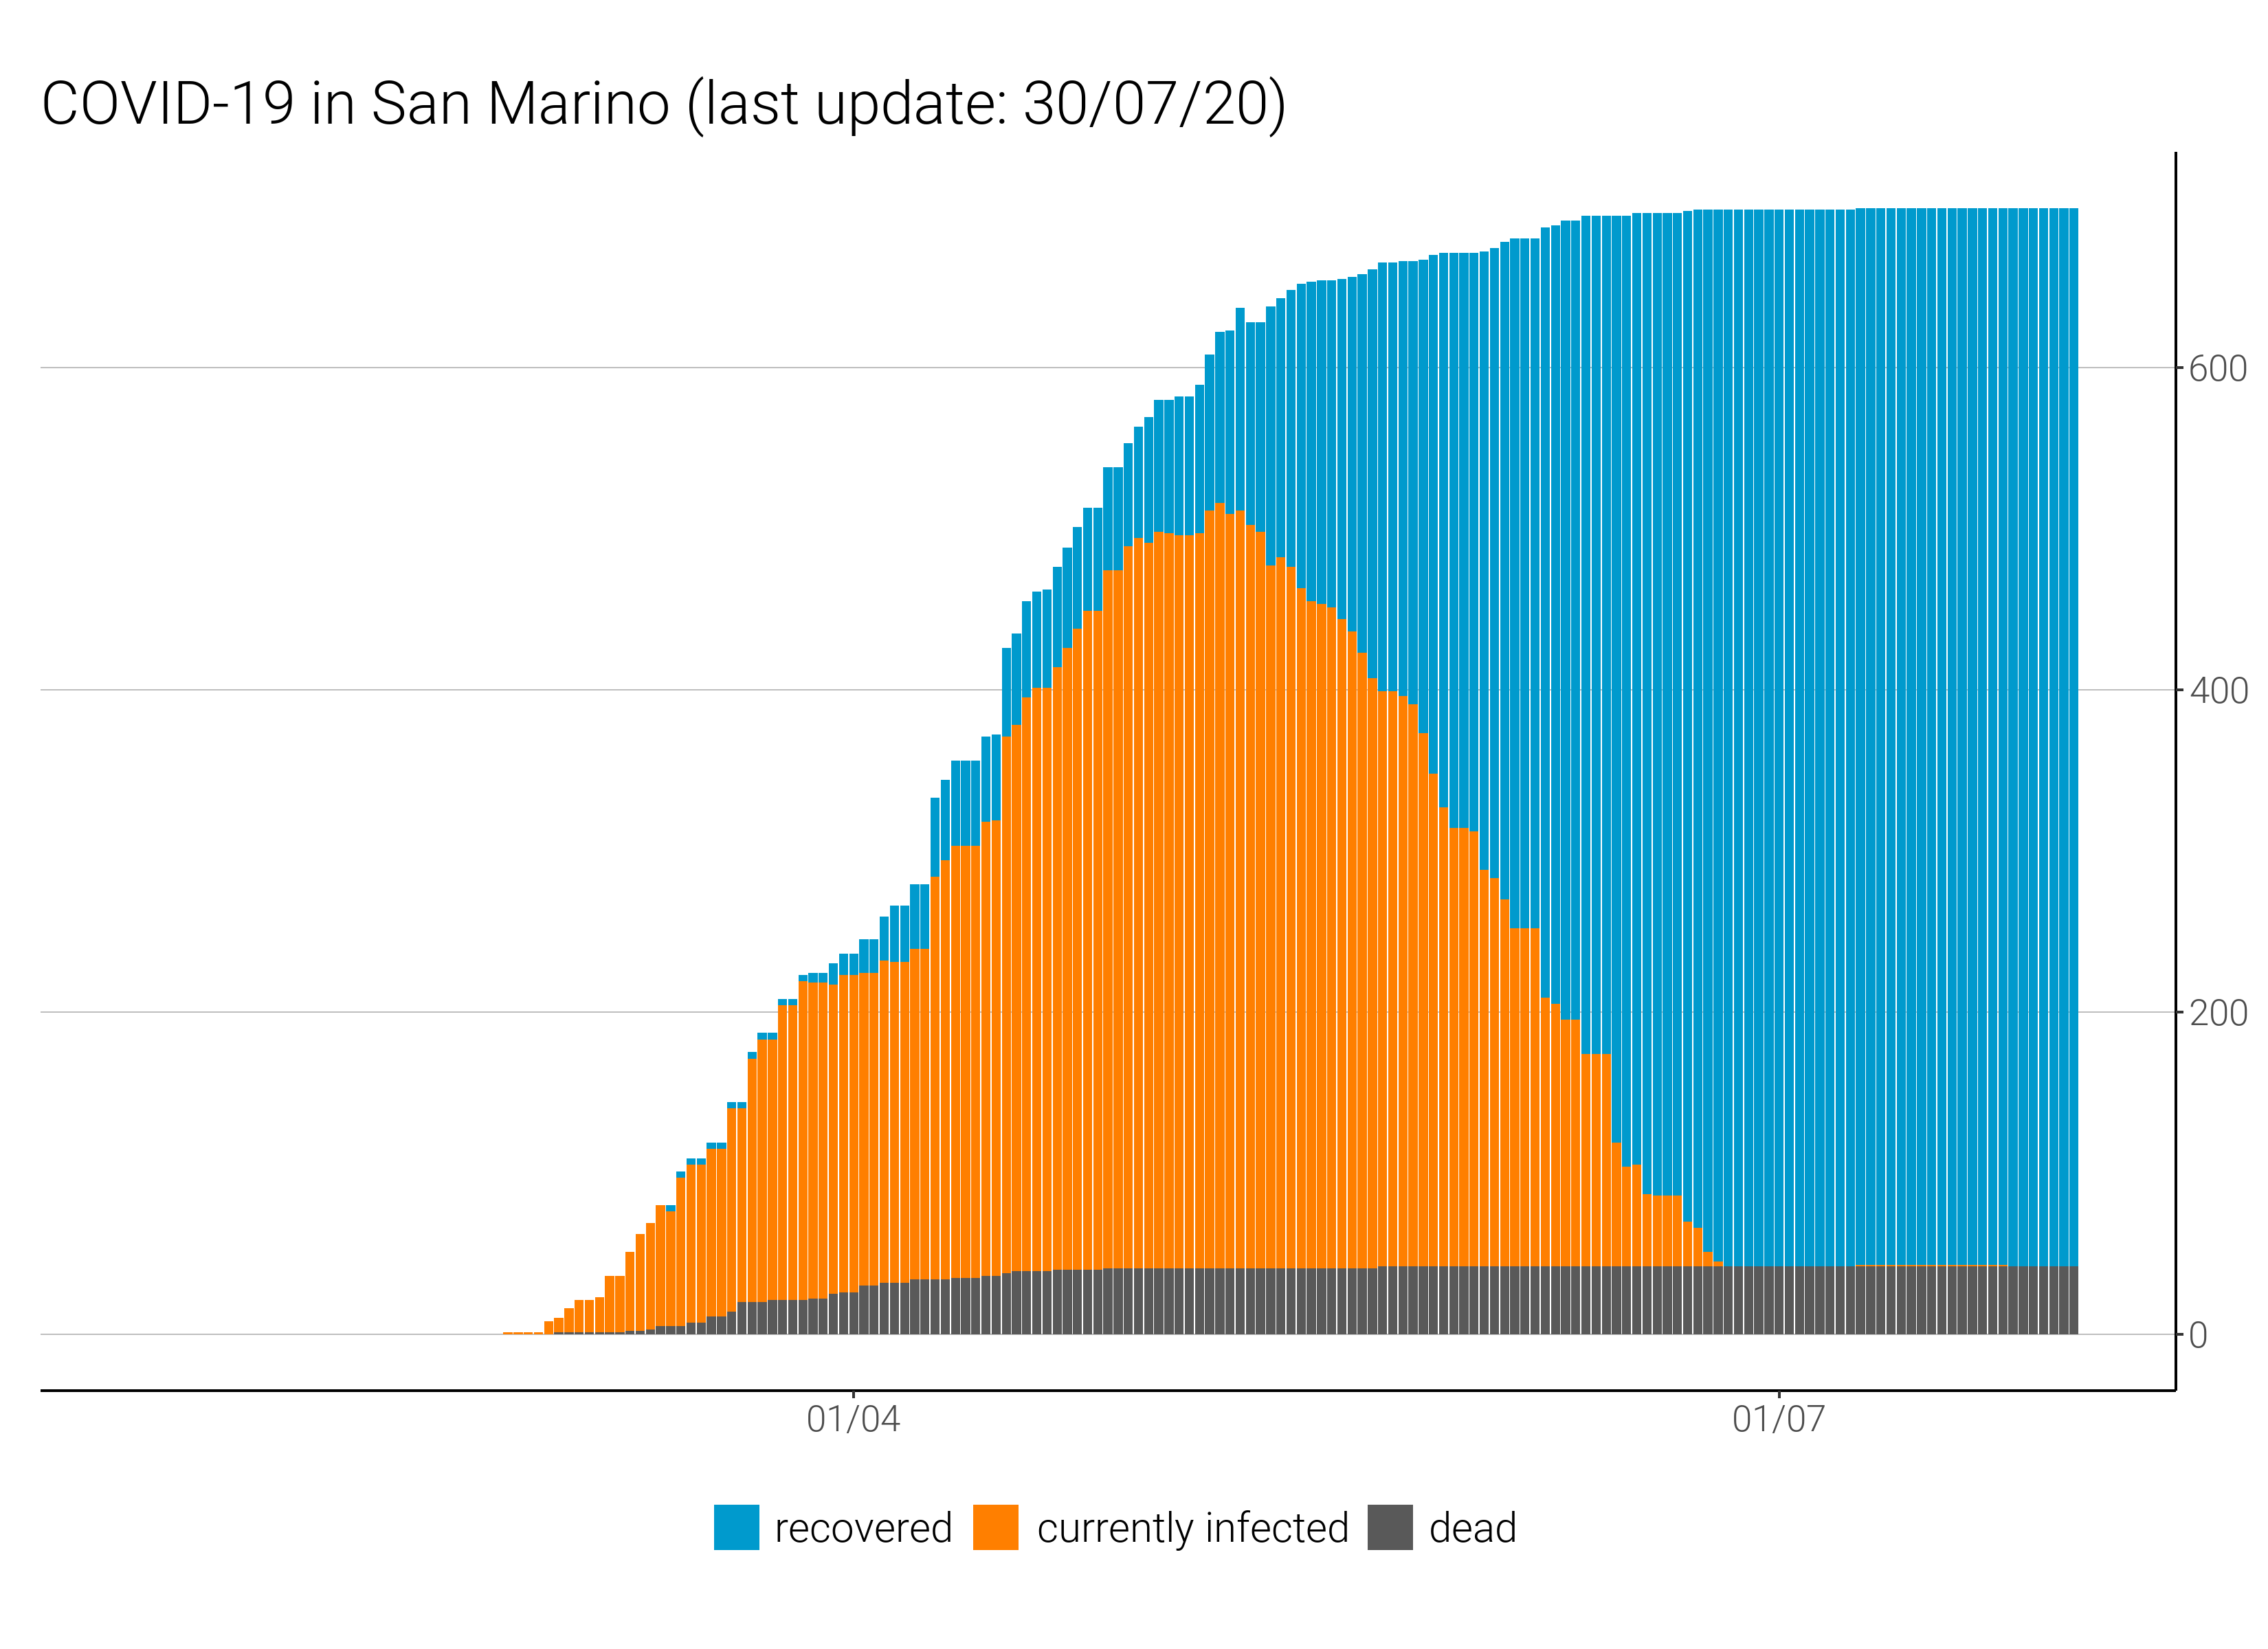 COVID-19 in San Marino (last update: 30/07/20)
600
400
200
0
01/04 01/07
recovered currently infected dead